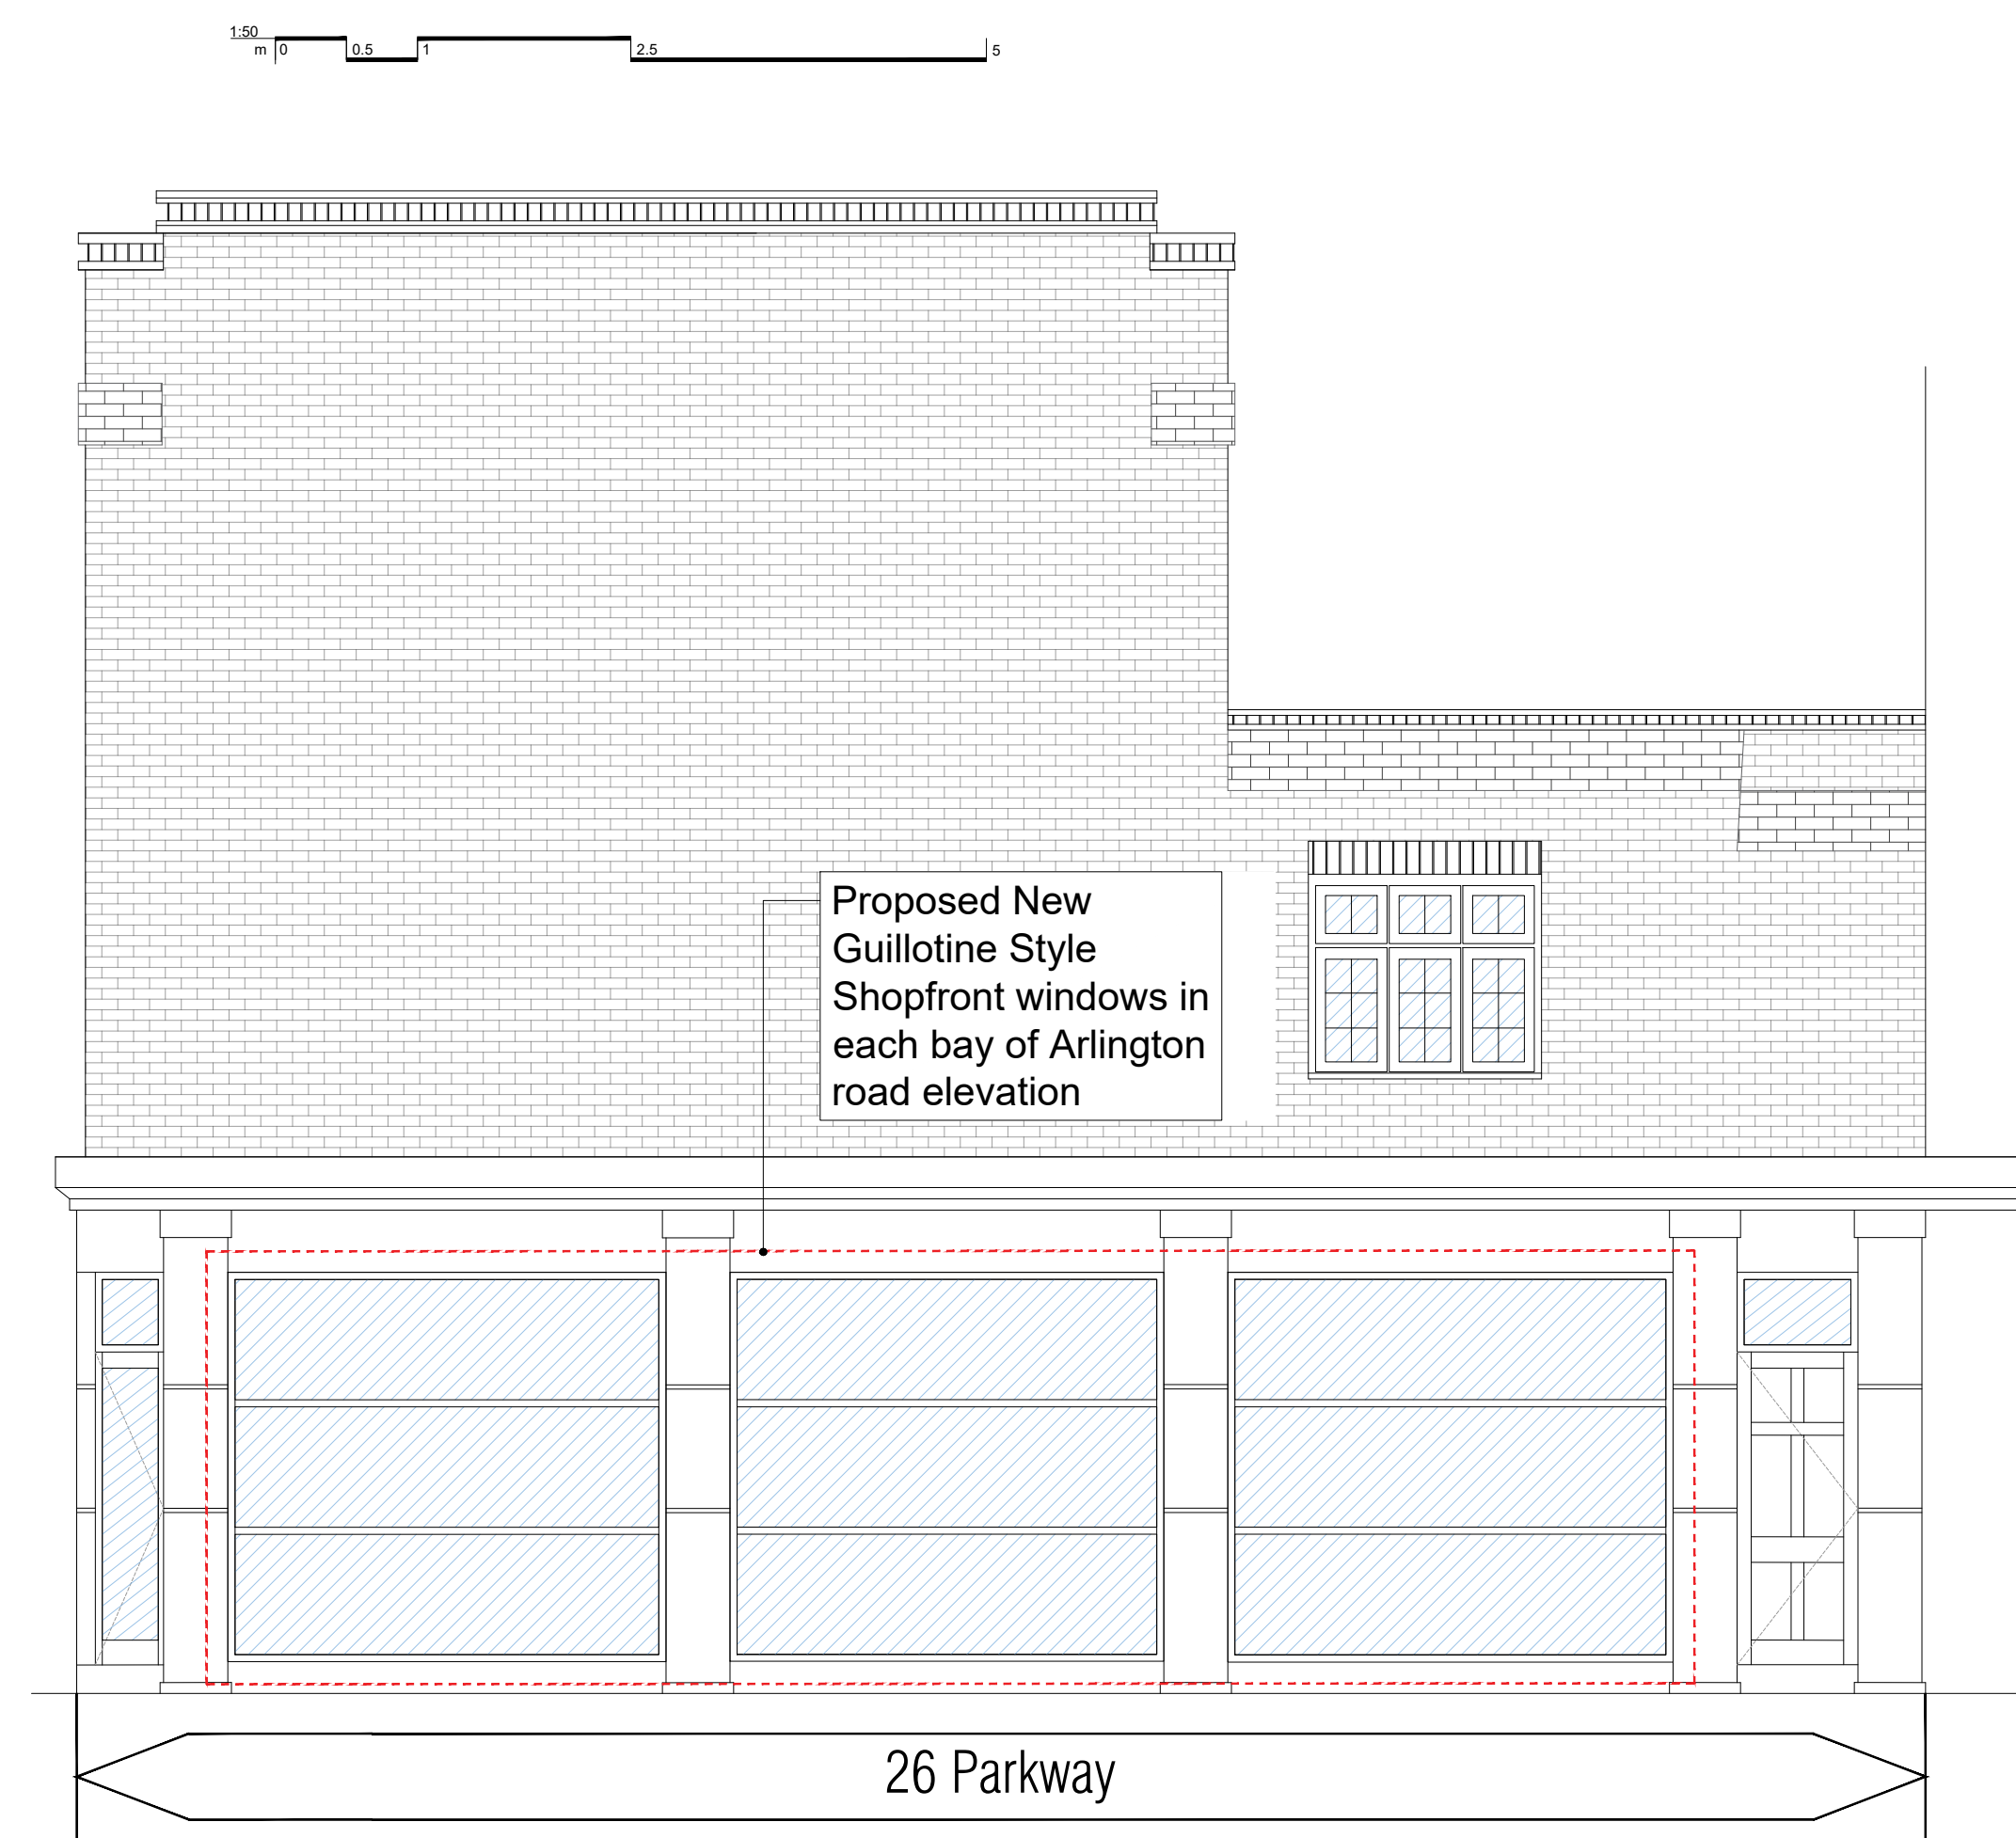 1:50
m 0 0.5 1 2.5 5
Proposed New
Guillotine Style
Shopfront windows in
each bay of Arlington
road elevation
26 Parkway